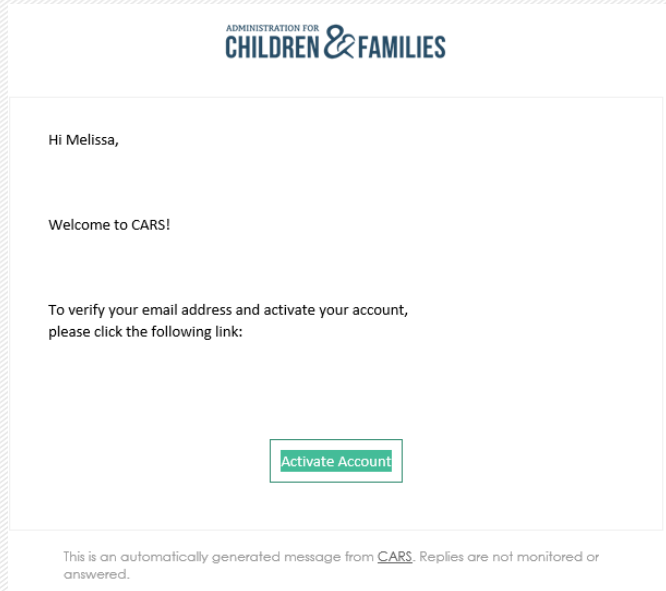 ADMINISTRATION FOR
CHILDREN & FAMILIES
Hi Melissa,
Welcome to CARS!
To verify your email address and activate your account,
please click the following link:
Activate Account
This is an automatically generated message from CARS. Replies are not monitored or
answered.